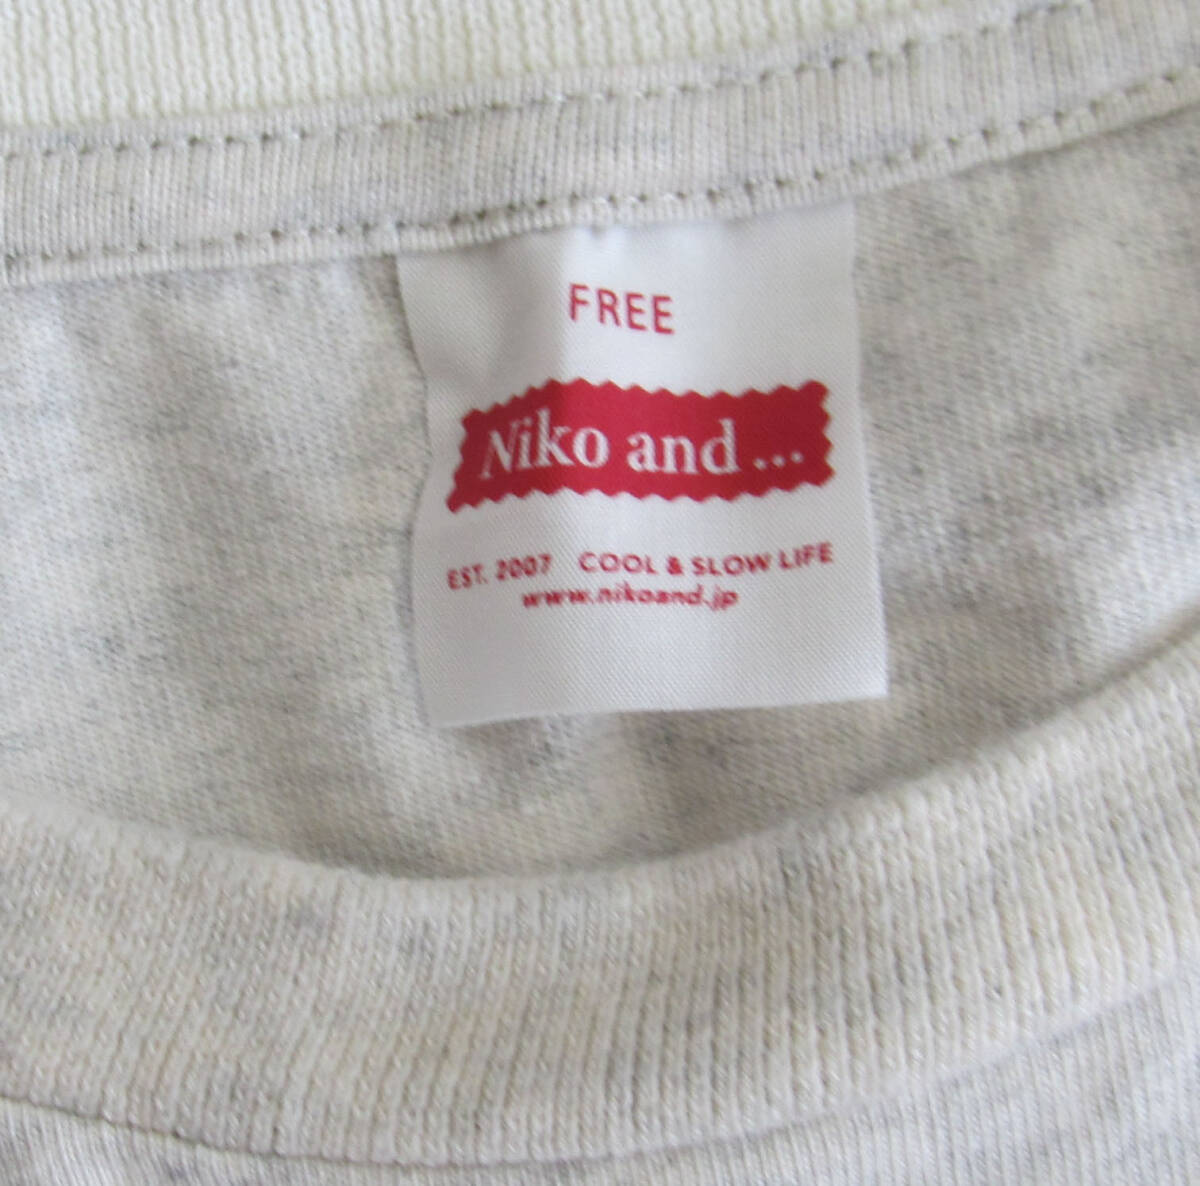 FREE
Niko and ...
EST. 2007 COOL & SLOW LIFE
www.nikoand.jp